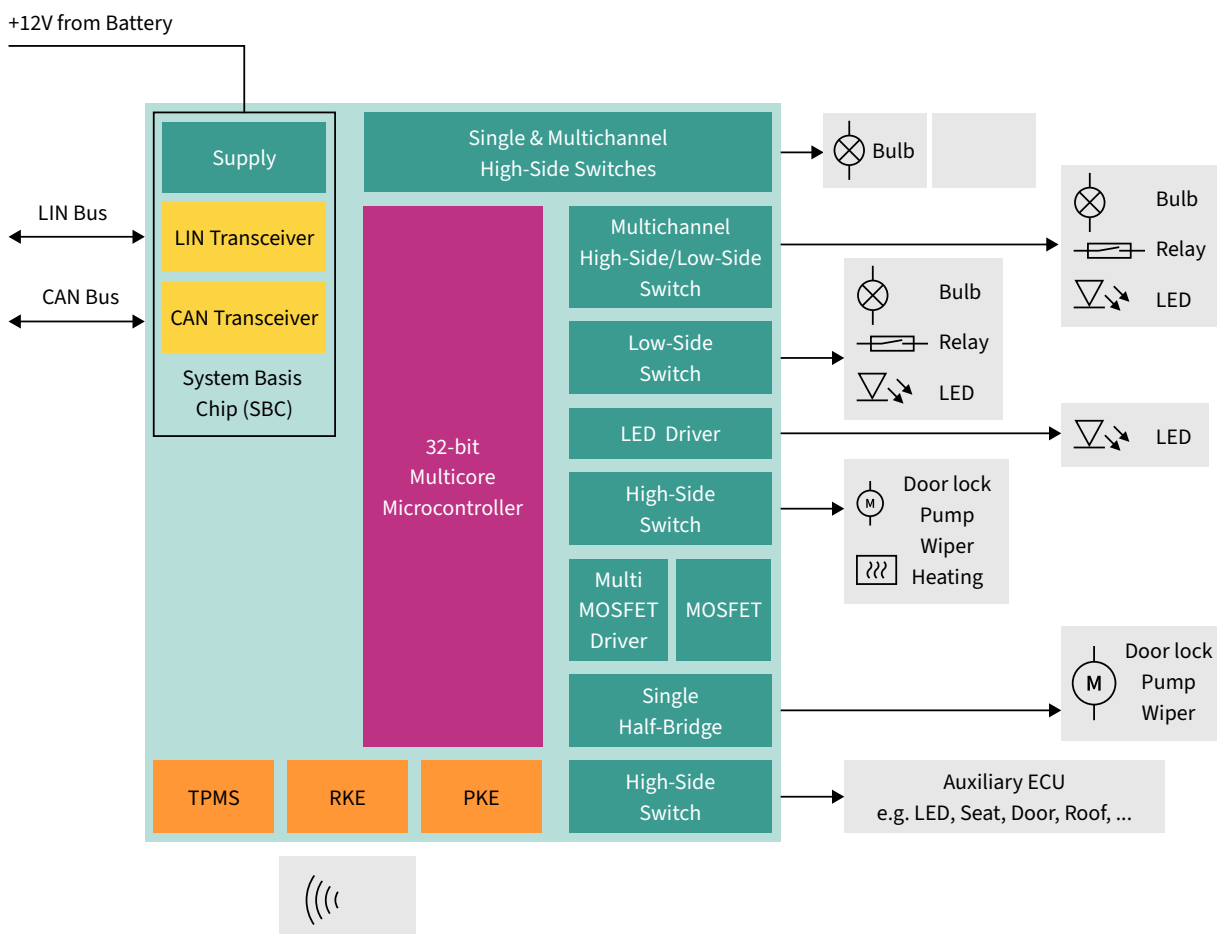 +12V from Battery
Supply
LIN Bus
LIN Transceiver
CAN Bus
CAN Transceiver
System Basis
Chip (SBC)
Single & Multichannel
High-Side Switches
Bulb
32-bit
Multicore
Microcontroller
Multichannel
High-Side/Low-Side
Switch
Bulb
Relay
LED
Low-Side
Switch
Bulb
Relay
LED
LED Driver
LED
High-Side
Switch
M
Door lock
Pump
Wiper
Heating
Multi
MOSFET
Driver
MOSFET
Single
Half-Bridge
M
Door lock
Pump
Wiper
TPMS
RKE
PKE
High-Side
Switch
Auxiliary ECU
e.g. LED, Seat, Door, Roof, ...